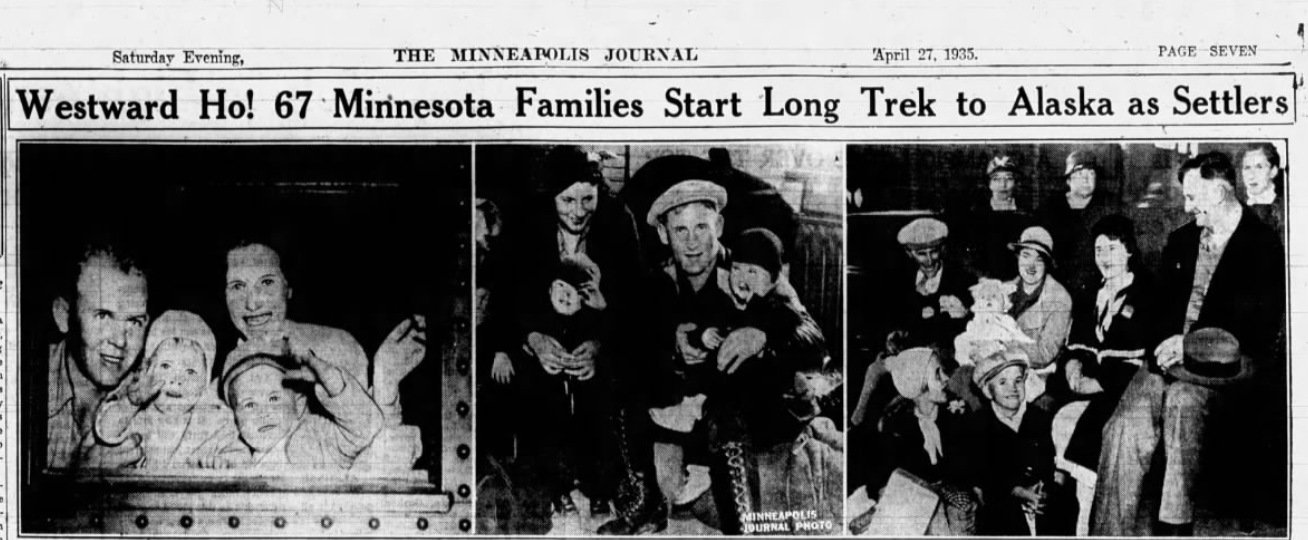 Saturday Evening,
THE MINNEAPOLIS JOURNAL
April 27, 1935.
PAGE SEVEN
Westward Ho! 67 Minnesota Families Start Long Trek to Alaska as Settlers
MINNEAPOLIS
JOURNAL PHOTO